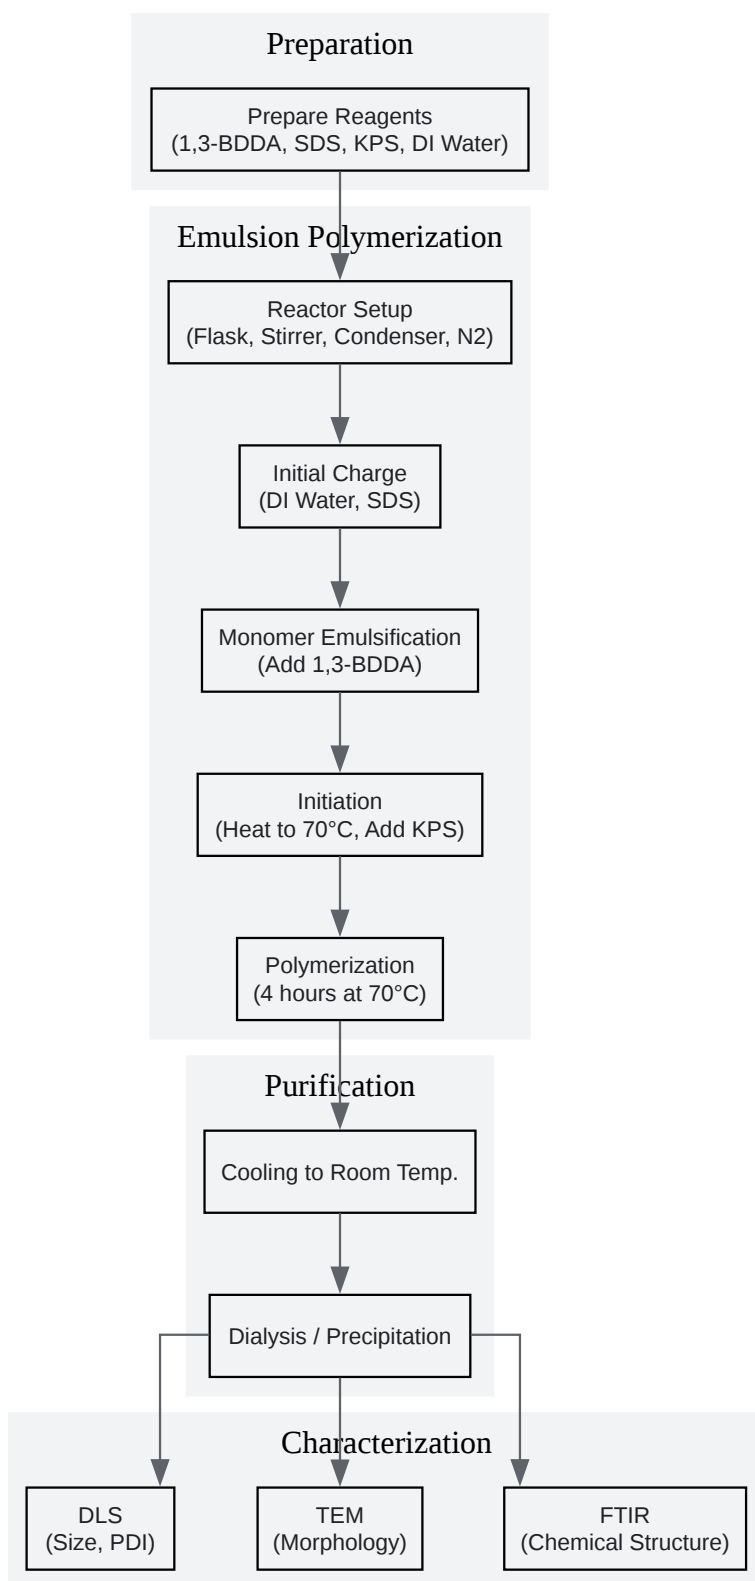 Preparation
Prepare Reagents
(1,3-BDDA, SDS, KPS, DI Water)
Emulsion Polymerization
Reactor Setup
(Flask, Stirrer, Condenser, N2)
Initial Charge
(DI Water, SDS)
Monomer Emulsification
(Add 1,3-BDDA)
Initiation
(Heat to 70°C, Add KPS)
Polymerization
(4 hours at 70°C)
Purification
Cooling to Room Temp.
Dialysis / Precipitation
Characterization
DLS
(Size, PDI)
TEM
(Morphology)
FTIR
(Chemical Structure)